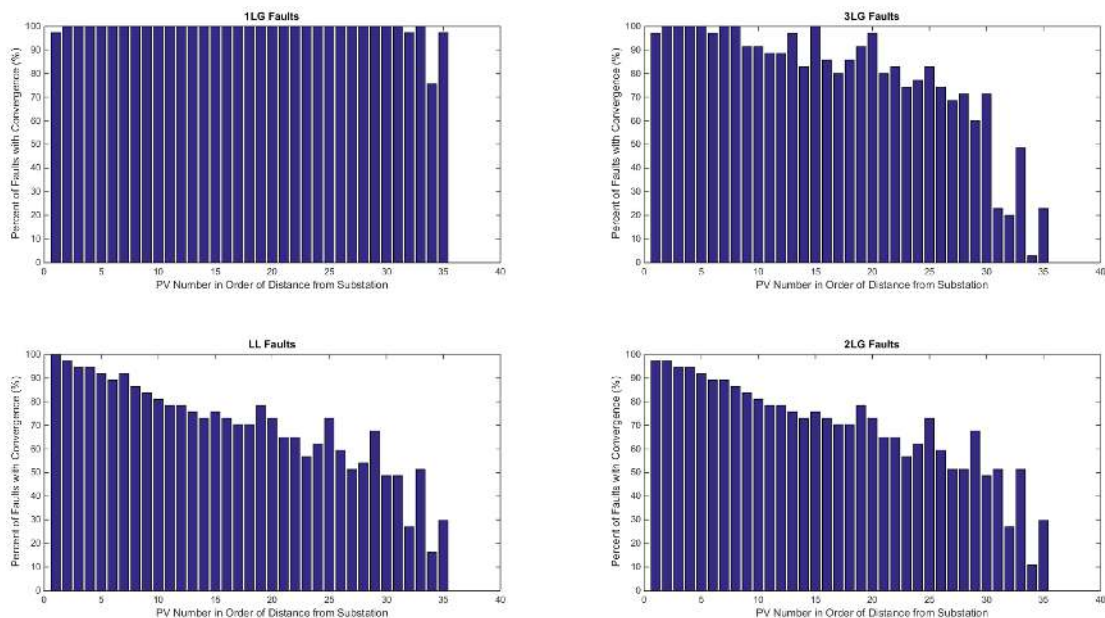 1LG Faults
Percent of Faults with Convergence (%)
100
90
80
70
60
50
40
30
20
10
0
0 5 10 15 20 25 30 35 40
PV Number in Order of Distance from Substation
3LG Faults
Percent of Faults with Convergence (%)
100
90
80
70
60
50
40
30
20
10
0
0 5 10 15 20 25 30 35 40
PV Number in Order of Distance from Substation
LL Faults
Percent of Faults with Convergence (%)
100
90
80
70
60
50
40
30
20
10
0
0 5 10 15 20 25 30 35 40
PV Number in Order of Distance from Substation
2LG Faults
Percent of Faults with Convergence (%)
100
90
80
70
60
50
40
30
20
10
0
0 5 10 15 20 25 30 35 40
PV Number in Order of Distance from Substation